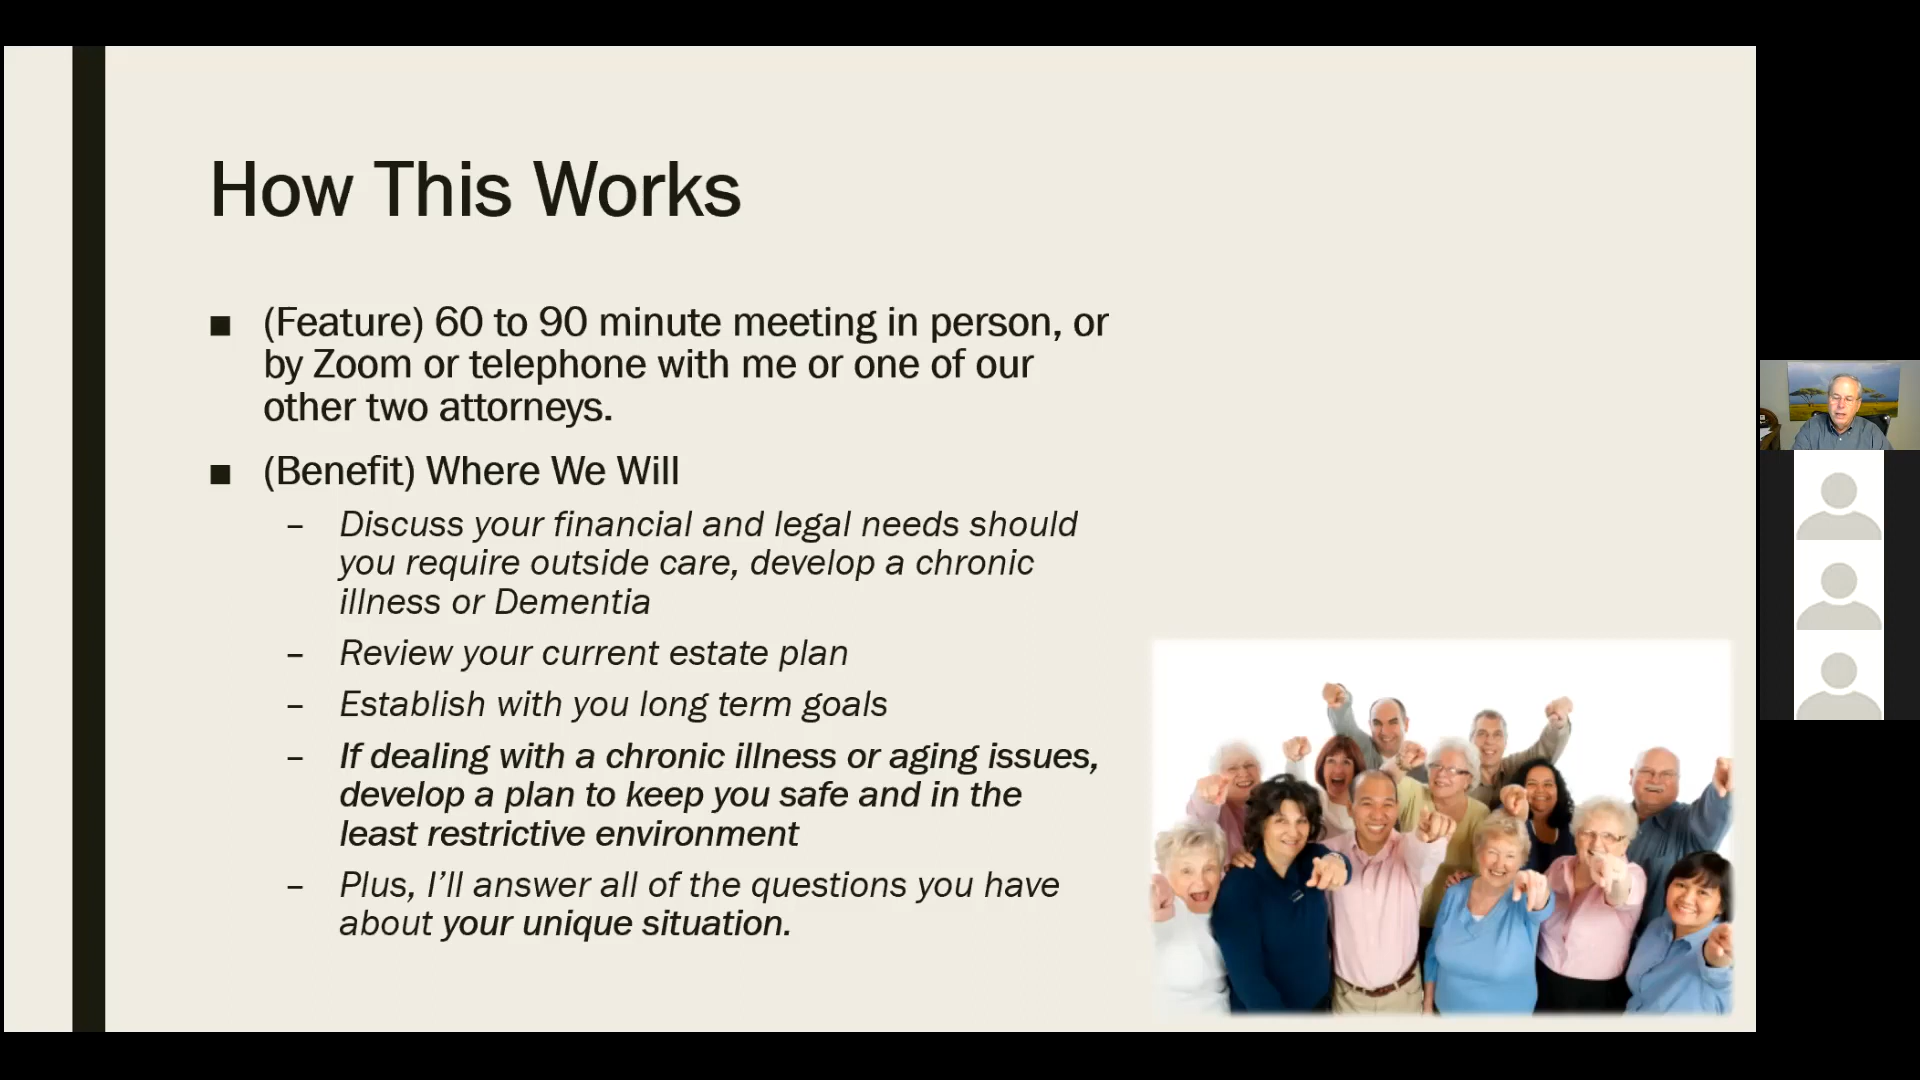 How This Works
■ (Feature) 60 to 90 minute meeting in person, or
by Zoom or telephone with me or one of our
other two attorneys.
■ (Benefit) Where We Will
– Discuss your financial and legal needs should
you require outside care, develop a chronic
illness or Dementia
– Review your current estate plan
– Establish with you long term goals
– If dealing with a chronic illness or aging issues,
develop a plan to keep you safe and in the
least restrictive environment
– Plus, I’ll answer all of the questions you have
about your unique situation.